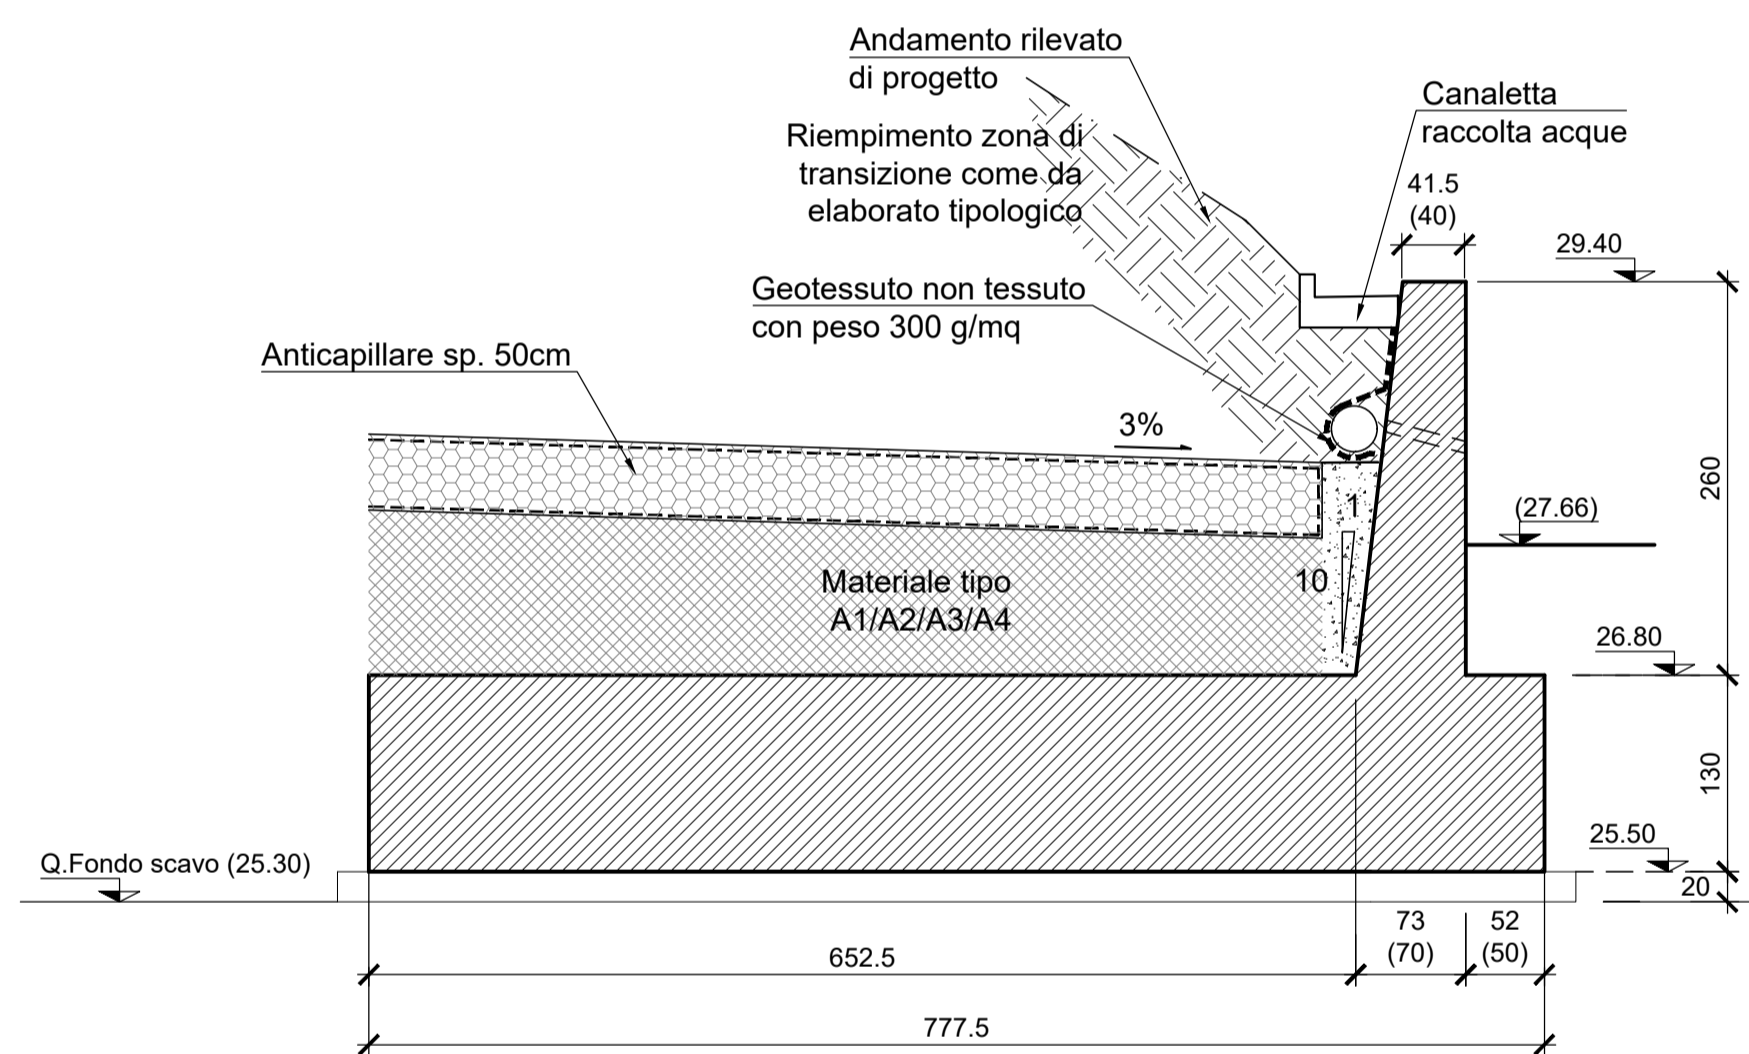 Andamento rilevato
di progetto
Canaletta
raccolta acque
Riempimento zona di
transizione come da
elaborato tipologico
41.5
(40)
29.40
Geotessuto non tessuto
con peso 300 g/mq
Anticapillare sp. 50cm
3%
260
1
(27.66)
10
Materiale tipo
A1/A2/A3/A4
26.80
130
25.50
Q.Fondo scavo (25.30)
20
73
(70)
52
(50)
652.5
777.5